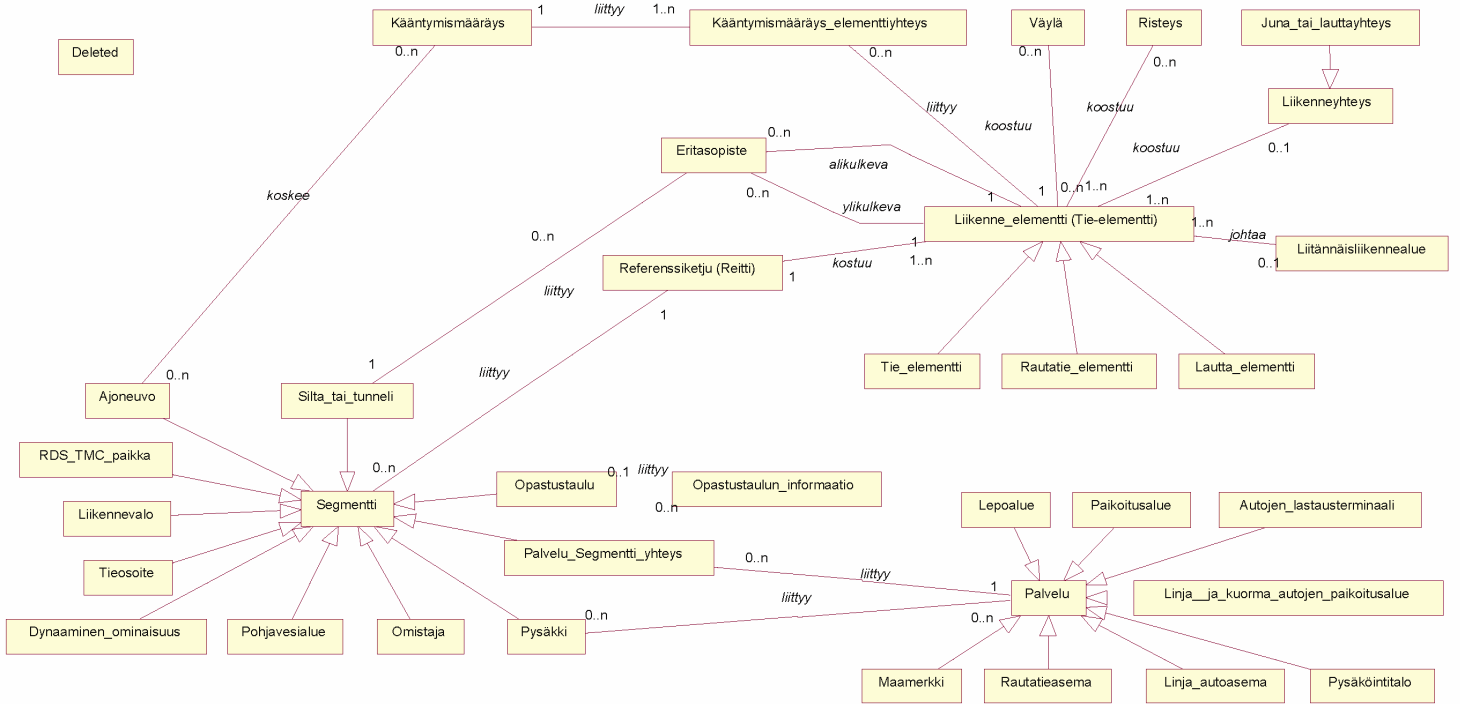 Kääntymismääräys
1
liittyy
1..n
Kääntymismääräys_elementtiyhteys
Väylä
Risteys
Juna_tai_lauttayhteys
Deleted
0..n
0..n
0..n
0..n
Liikenneyhteys
liittyy
koostuu
koostuu
koostuu
0..1
Eritasopiste
0..n
alikulkeva
0..n
ylikulkeva
koskee
1
1
0..n
1..n
1..n
Liikenne_elementti (Tie-elementti)
1..n
johtaa
0..1
Liitännäisliikennealue
0..n
1
1..n
kostuu
Referenssiketju (Reitti)
1
liittyy
1
Tie_elementti
Rautatie_elementti
Lautta_elementti
0..n
1
liittyy
Ajoneuvo
Silta_tai_tunneli
RDS_TMC_paikka
0..n
Opastustaulu
0..1
liittyy
0..n
Opastustaulun_informaatio
Liikennevalo
Segmentti
Lepoalue
Paikoitusalue
Autojen_lastausterminaali
Palvelu_Segmentti_yhteys
0..n
liittyy
1
Tieosoite
Palvelu
Linja__ja_kuorma_autojen_paikoitusalue
liittyy
0..n
0..n
Dynaaminen_ominaisuus
Pohjavesialue
Omistaja
Pysäkki
Maamerkki
Rautatieasema
Linja_autoasema
Pysäköintitalo